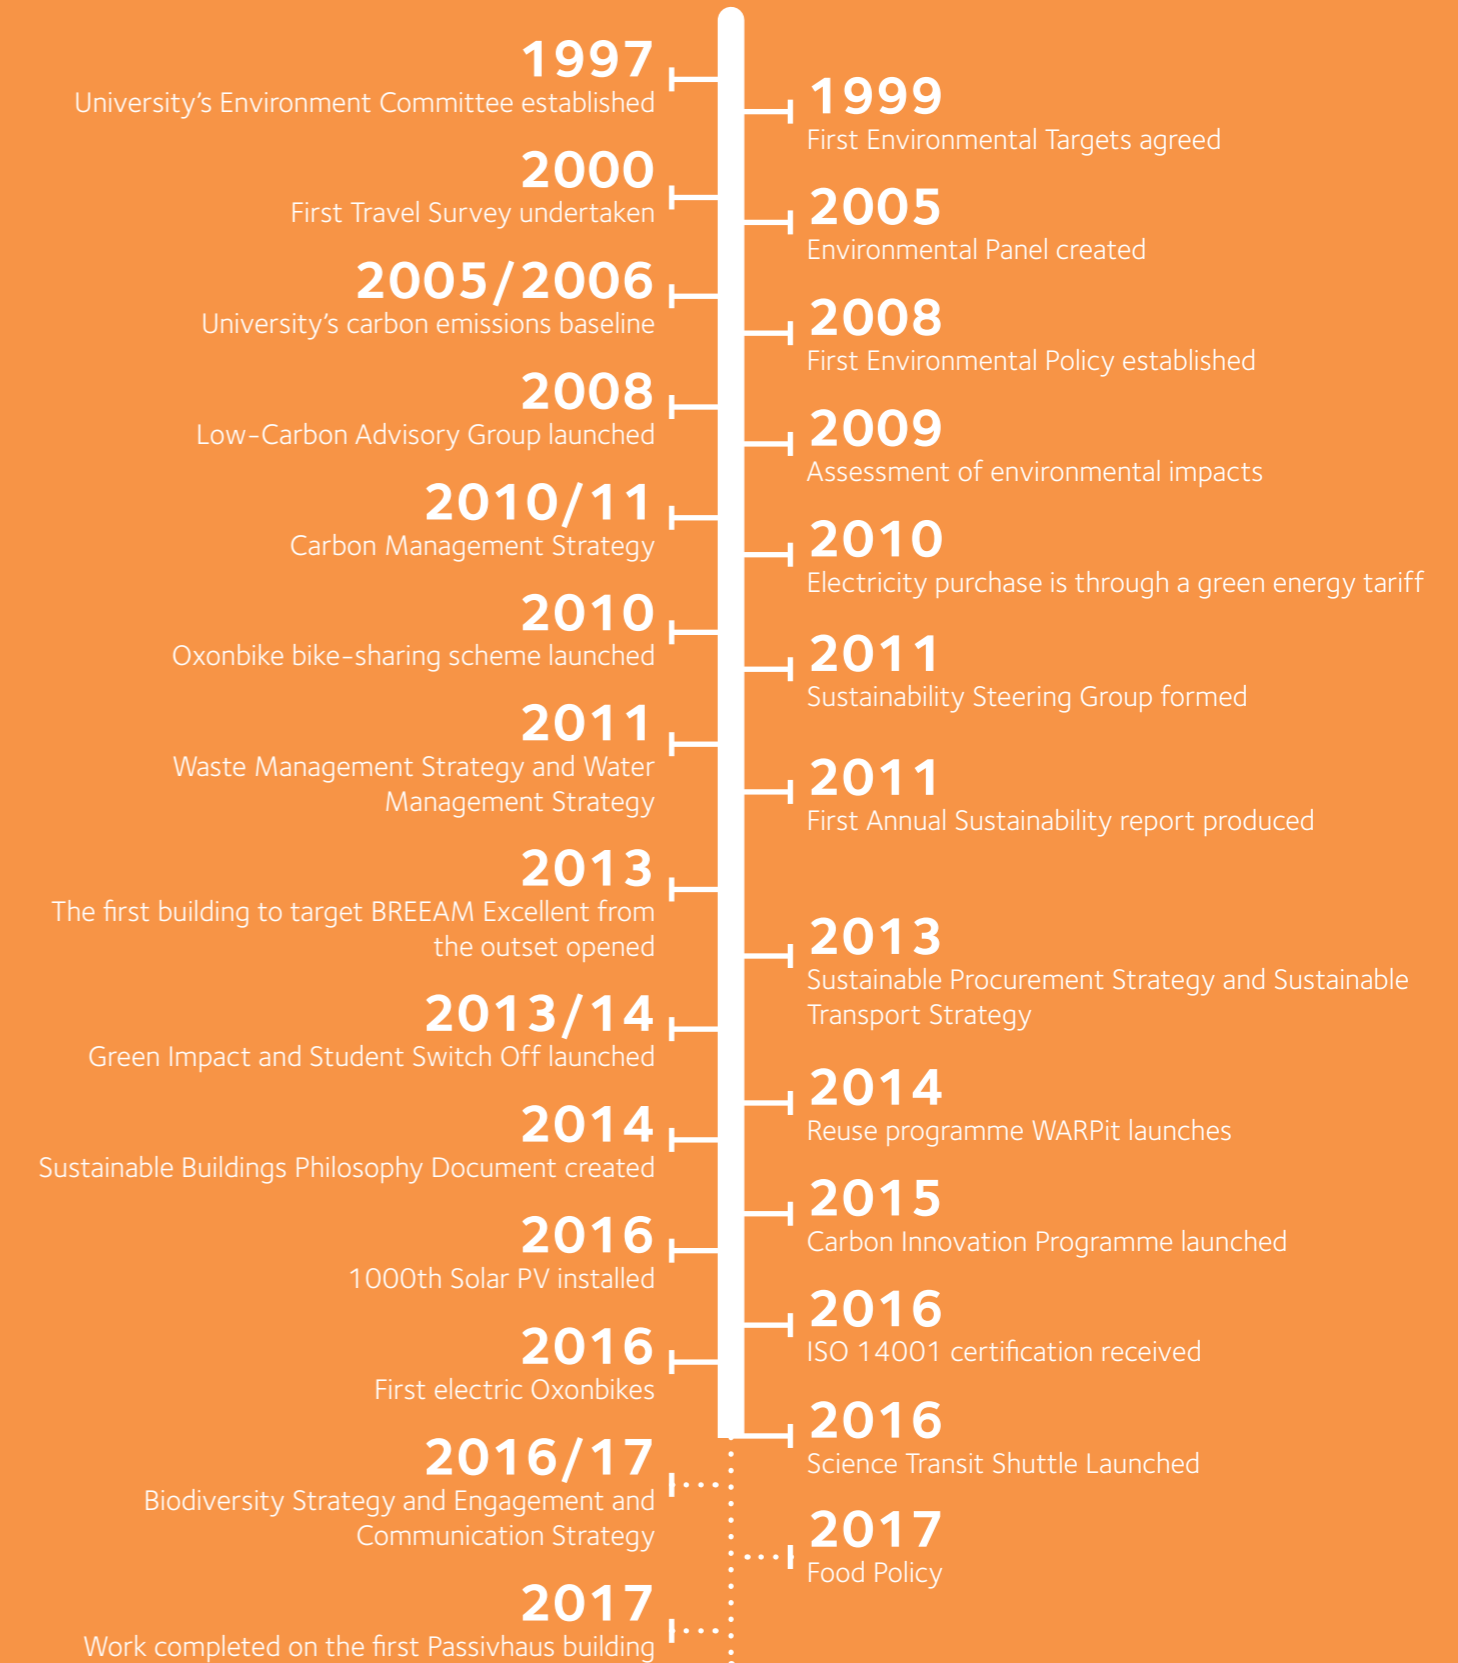 1997
University’s Environment Committee established
1999
First Environmental Targets agreed
2000
First Travel Survey undertaken
2005
Environmental Panel created
2005/2006
University’s carbon emissions baseline
2008
First Environmental Policy established
2008
Low-Carbon Advisory Group launched
2009
Assessment of environmental impacts
2010/11
Carbon Management Strategy
2010
Electricity purchase is through a green energy tariff
2010
Oxonbike bike-sharing scheme launched
2011
Sustainability Steering Group formed
2011
Waste Management Strategy and Water
Management Strategy
2011
First Annual Sustainability report produced
2013
The first building to target BREEAM Excellent from
the outset opened
2013
Sustainable Procurement Strategy and Sustainable
Transport Strategy
2013/14
Green Impact and Student Switch Off launched
2014
Reuse programme WARPit launches
2014
Sustainable Buildings Philosophy Document created
2015
Carbon Innovation Programme launched
2016
1000th Solar PV installed
2016
ISO 14001 certification received
2016
First electric Oxonbikes
2016
Science Transit Shuttle Launched
2016/17
Biodiversity Strategy and Engagement and
Communication Strategy
2017
Food Policy
2017
Work completed on the first Passivhaus building